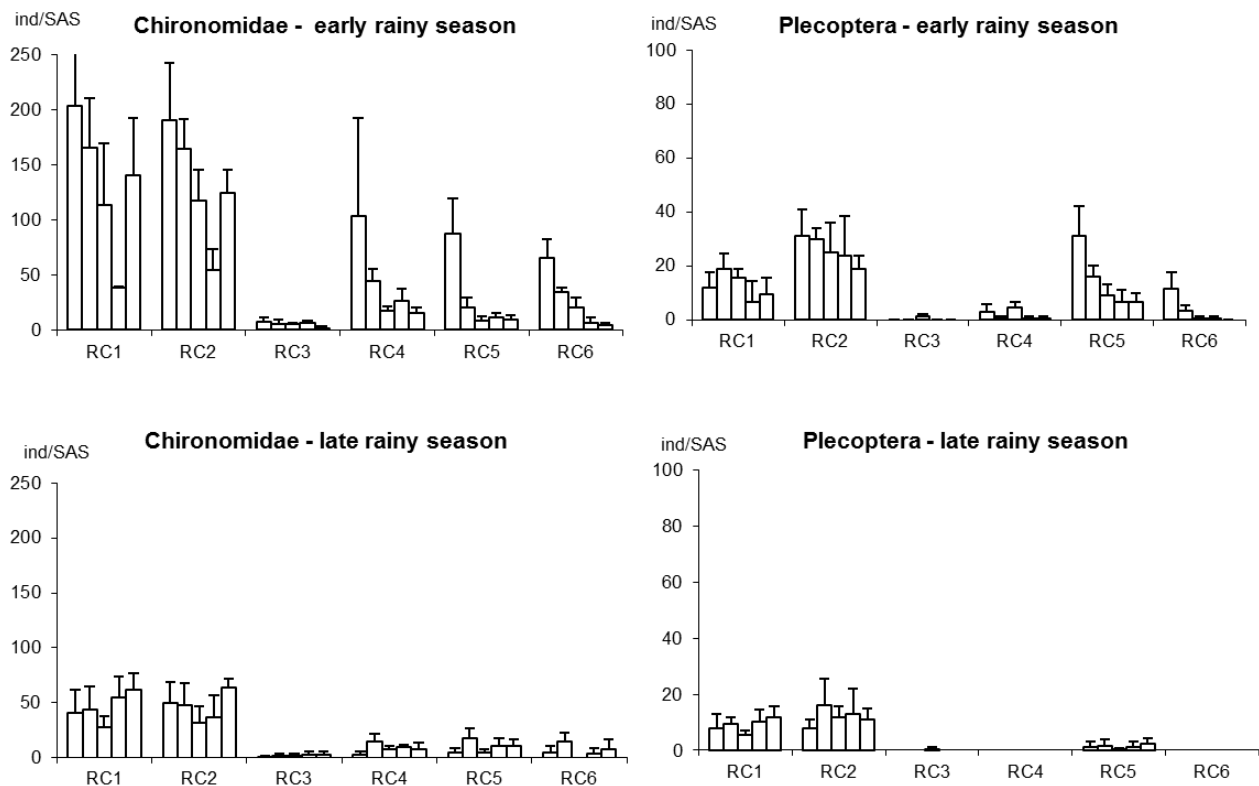 ind/SAS
Chironomidae - early rainy season
250
200
150
100
50
0
RC1 RC2 RC3 RC4 RC5 RC6
Plecoptera - early rainy season
100
80
60
40
20
0
RC1 RC2 RC3 RC4 RC5 RC6
ind/SAS
Chironomidae - late rainy season
250
200
150
100
50
0
RC1 RC2 RC3 RC4 RC5 RC6
ind/SAS
Plecoptera - late rainy season
100
80
60
40
20
0
RC1 RC2 RC3 RC4 RC5 RC6